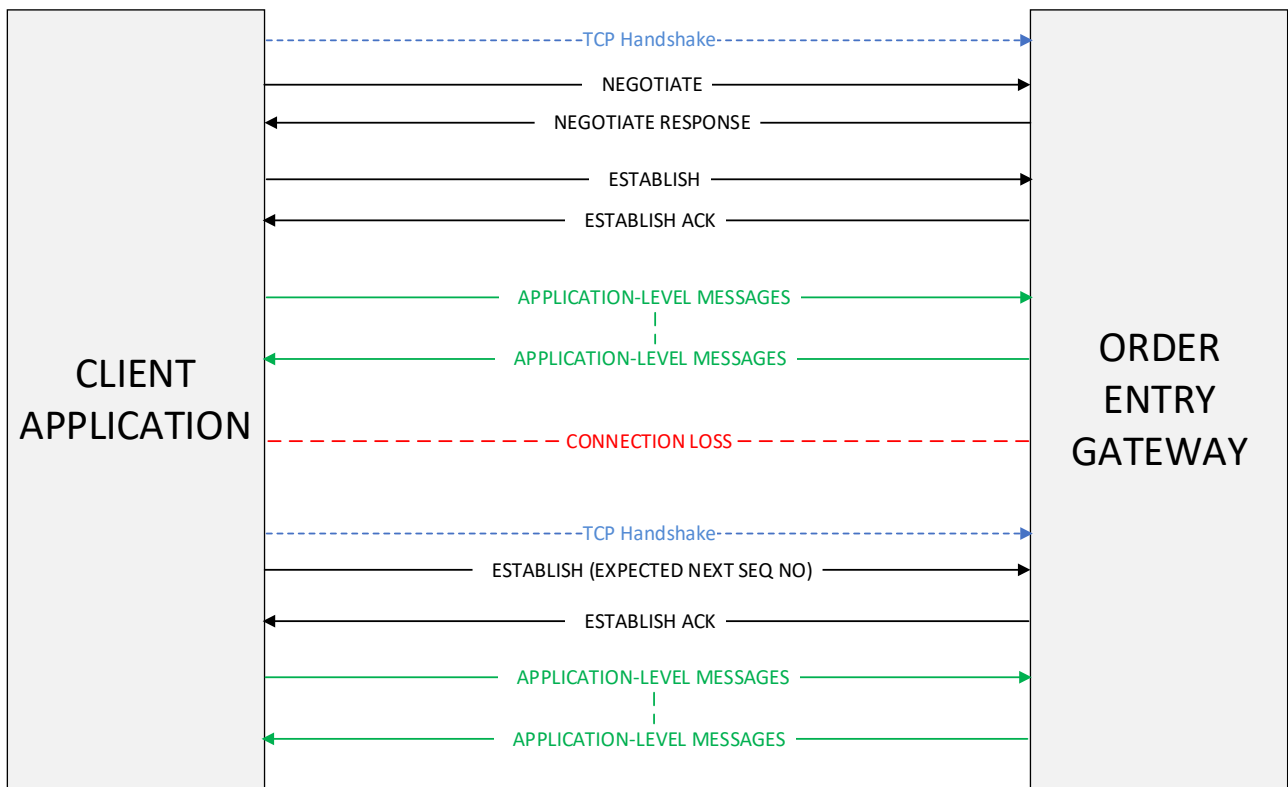 TCP Handshake
NEGOTIATE
NEGOTIATE RESPONSE
ESTABLISH
ESTABLISH ACK
APPLICATION-LEVEL MESSAGES
APPLICATION-LEVEL MESSAGES
CLIENT
APPLICATION
ORDER
ENTRY
GATEWAY
CONNECTION LOSS
TCP Handshake
ESTABLISH (EXPECTED NEXT SEQ NO)
ESTABLISH ACK
APPLICATION-LEVEL MESSAGES
APPLICATION-LEVEL MESSAGES